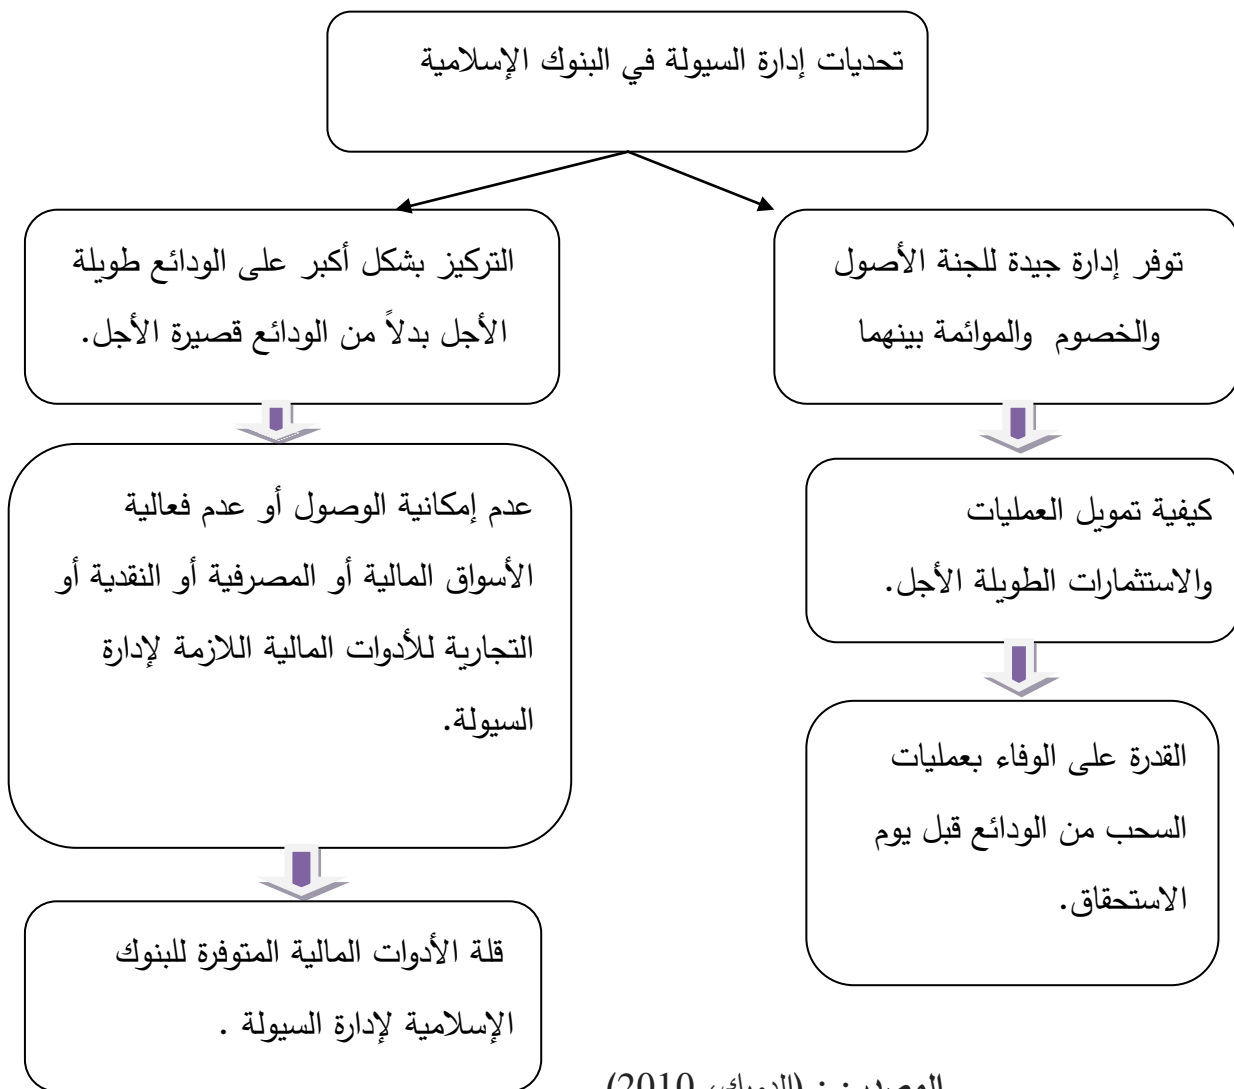 تحديات إدارة السيولة في البنوك الإسلامية
توفر إدارة جيدة للجنة الأصول
والخصوم والموائمة بينهما
كيفية تمويل العمليات
والاستثمارات الطويلة الأجل.
القدرة على الوفاء بعمليات
السحب من الودائع قبل يوم
الاستحقاق.
التركيز بشكل أكبر على الودائع طويلة
الأجل بدلاً من الودائع قصيرة الأجل.
عدم إمكانية الوصول أو عدم فعالية
الأسواق المالية أو المصرفية أو النقدية أو
التجارية للأدوات المالية اللازمة لإدارة
السيولة.
قلة الأدوات المالية المتوفرة للبنوك
الإسلامية لإدارة السيولة .
2010)